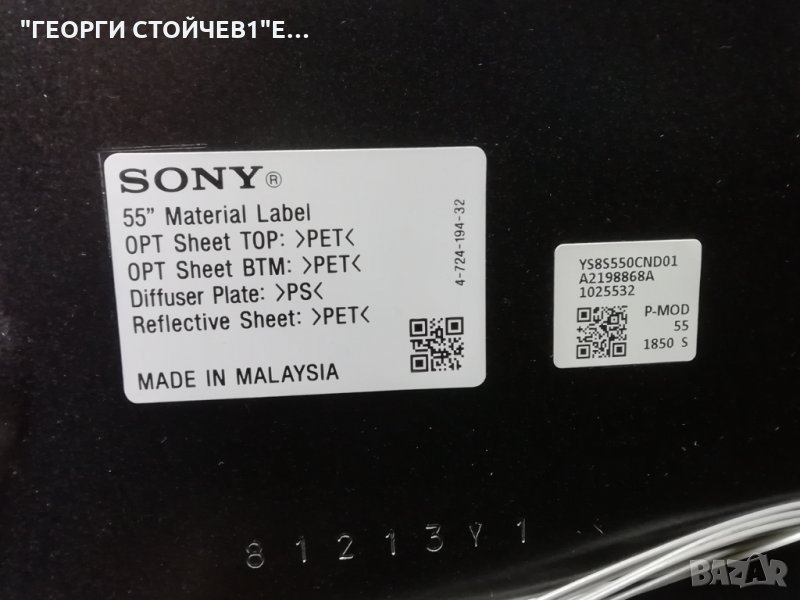 "ГЕОРГИ СТОЙЧЕВ1"Е...
SONY®
55” Material Label
OPT Sheet TOP: >PET<
OPT Sheet BTM: >PET<
Diffuser Plate: >PS<
Reflective Sheet: >PET<
MADE IN MALAYSIA
4-724-194-32
YS8S550CND01
A2198868A
1025532
P-MOD
55
1850 S
81213Y1
BAZAR